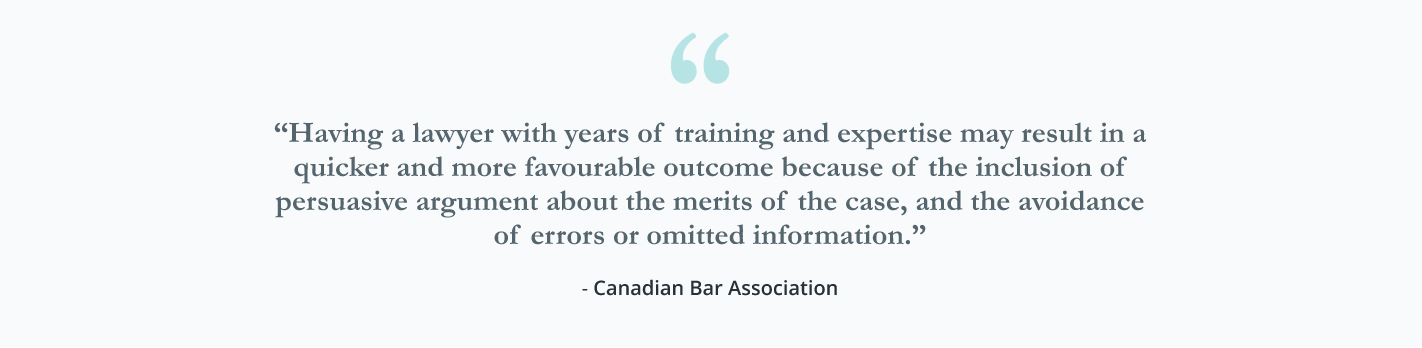 “
“Having a lawyer with years of training and expertise may result in a
quicker and more favourable outcome because of the inclusion of
persuasive argument about the merits of the case, and the avoidance
of errors or omitted information.”
- Canadian Bar Association